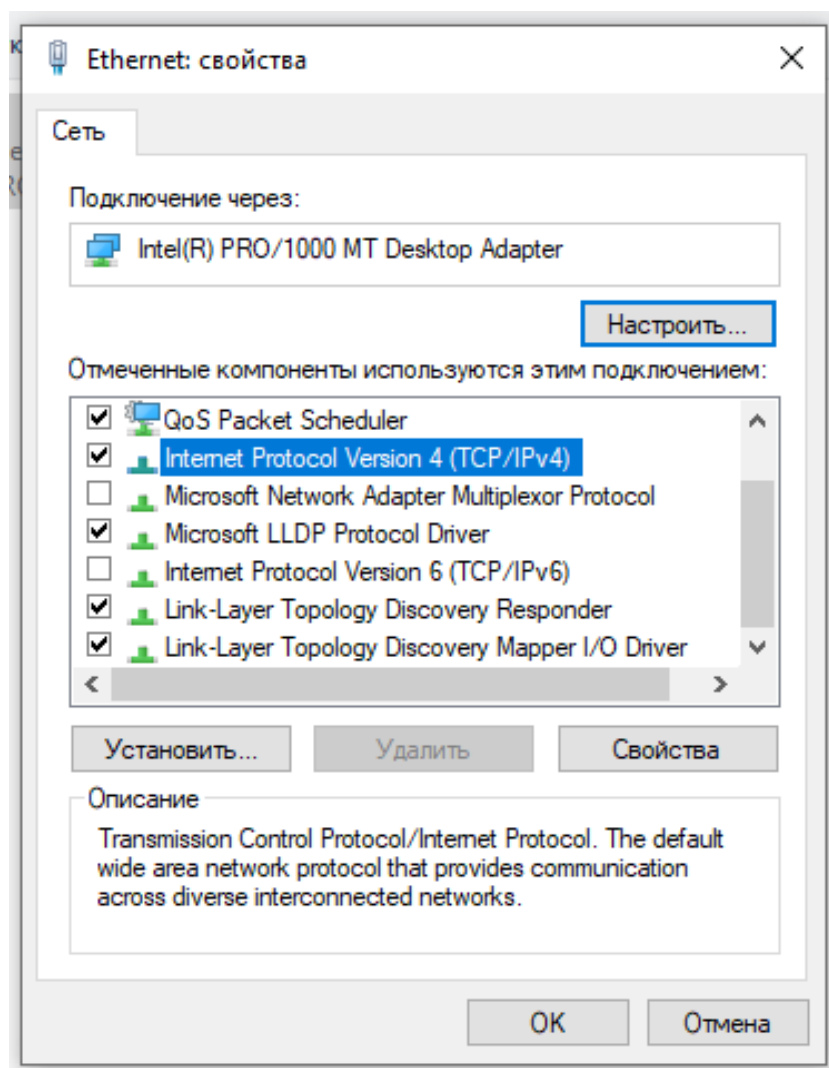 Ethernet: свойства
Сеть
Подключение через:
Intel(R) PRO/1000 MT Desktop Adapter
Настроить...
Отмеченные компоненты используются этим подключением:
QoS Packet Scheduler
Internet Protocol Version 4 (TCP/IPv4)
Microsoft Network Adapter Multiplexor Protocol
Microsoft LLDP Protocol Driver
Internet Protocol Version 6 (TCP/IPv6)
Link-Layer Topology Discovery Responder
Link-Layer Topology Discovery Mapper I/O Driver
Установить...
Удалить
Свойства
Описание
Transmission Control Protocol/Internet Protocol. The default
wide area network protocol that provides communication
across diverse interconnected networks.
OK
Отмена